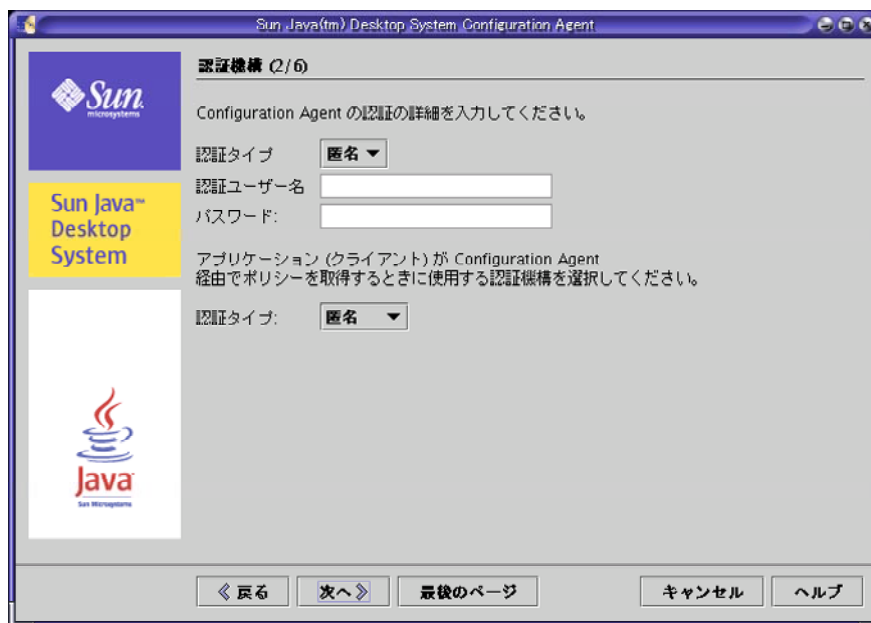 Sun Java(tm) Desktop System Configuration Agent
Sun
microsystems
Sun Java™
Desktop
System
Java
Sun Microsystems
認証機構 (2/6)
Configuration Agent の認証の詳細を入力してください。
認証タイプ 匿名
認証ユーザー名
パスワード:
アプリケーション (クライアント) が Configuration Agent
経由でポリシーを取得するときに使用する認証機構を選択してください。
認証タイプ: 匿名
戻る 次へ 最後のページ キャンセル ヘルプ